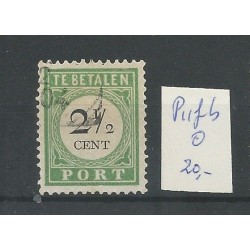 TE BETALEN
2½
CENT
PORT
P11fb
20,-